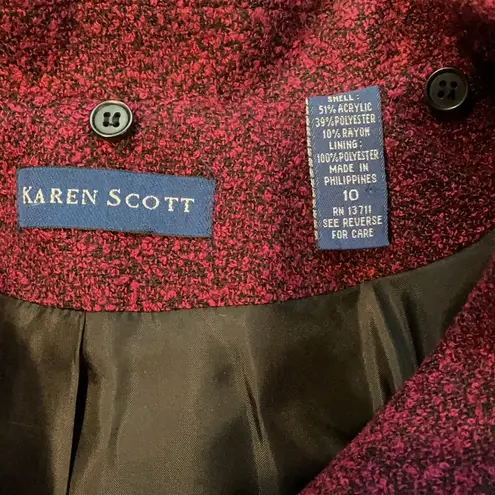 KAREN SCOTT
SHELL:
51% ACRYLIC
39% POLYESTER
10% RAYON
LINING:
100% POLYESTER
MADE IN
PHILIPPINES
10
RN 13711
SEE REVERSE
FOR CARE